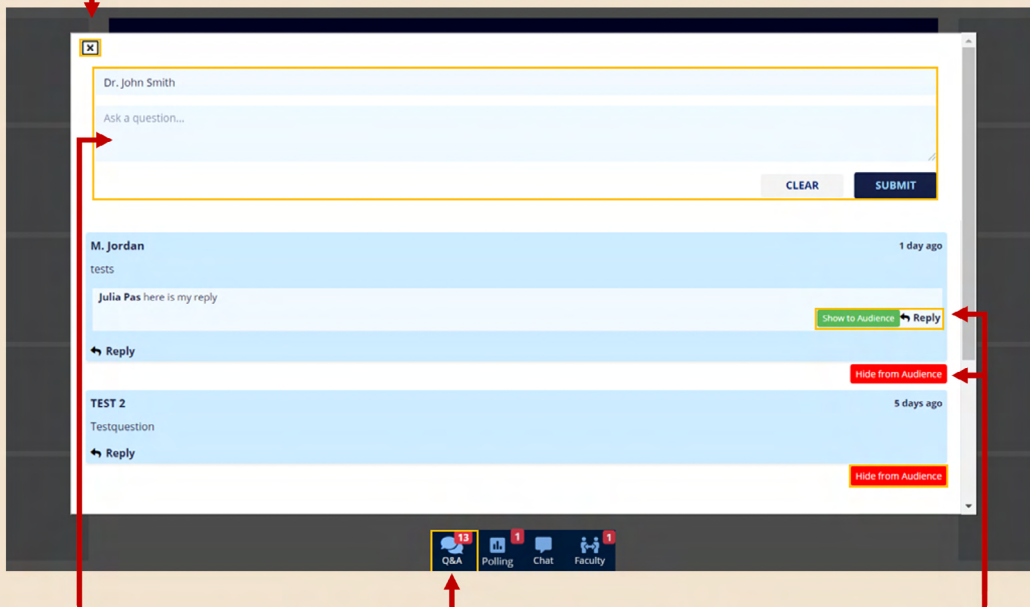 x
Dr. John Smith
Ask a question...
CLEAR SUBMIT
M. Jordan 1 day ago
tests
Julia Pas here is my reply
Show to Audience Reply
Reply
Hide from Audience
TEST 2 5 days ago
Testquestion
Reply
Hide from Audience
13 1 1
Q&A Polling Chat Faculty